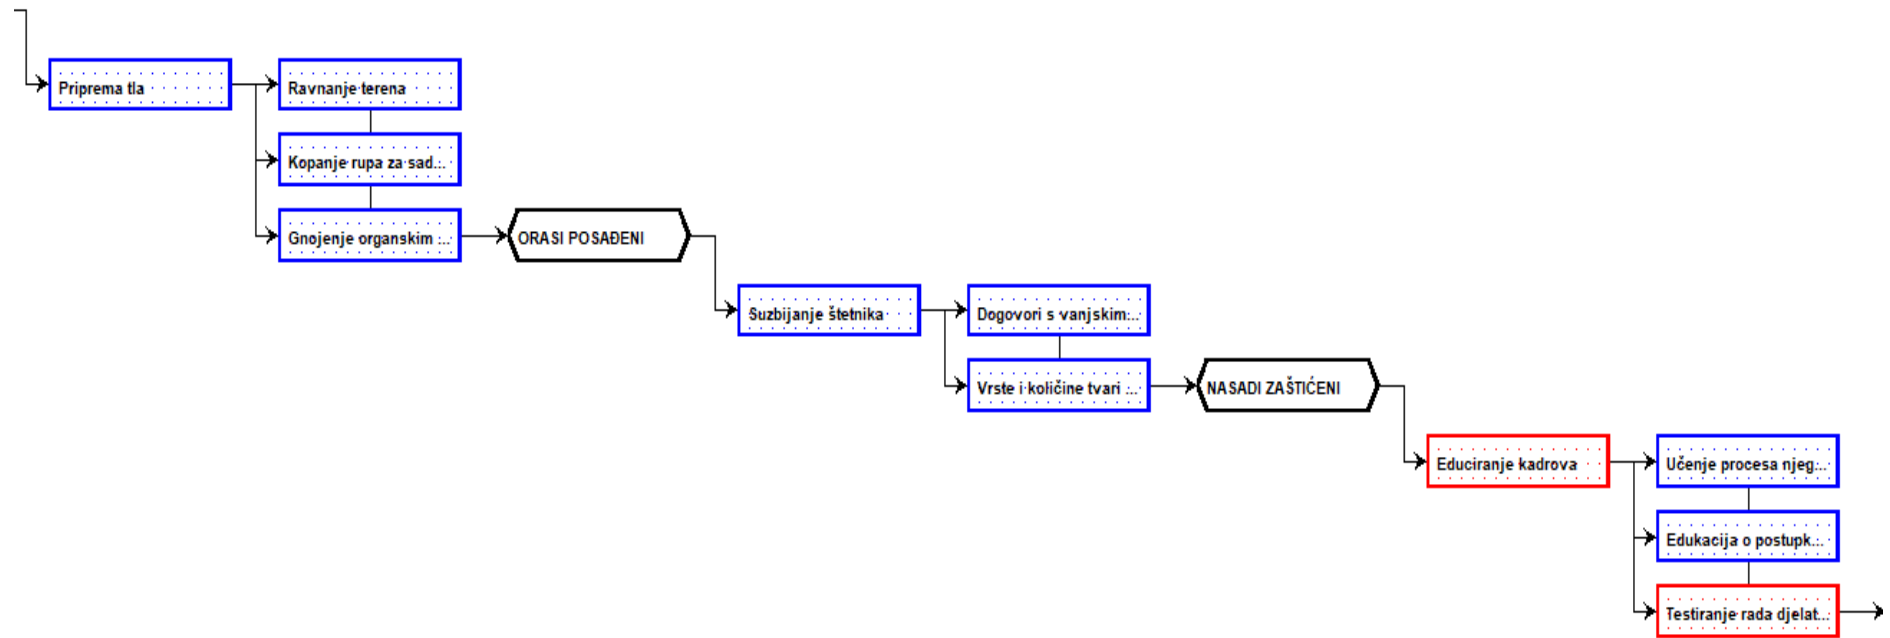 Priprema tla
Ravnanje terena
Kopanje rupa za sad...
Gnojenje organskim ...
ORASI POSAĐENI
Suzbijanje štetnika
Dogovori s vanjskim...
Vrste i količine tvari ...
NASADI ZAŠTIĆENI
Educiranje kadrova
Učenje procesa njeg...
Edukacija o postupk...
Testiranje rada djelat...